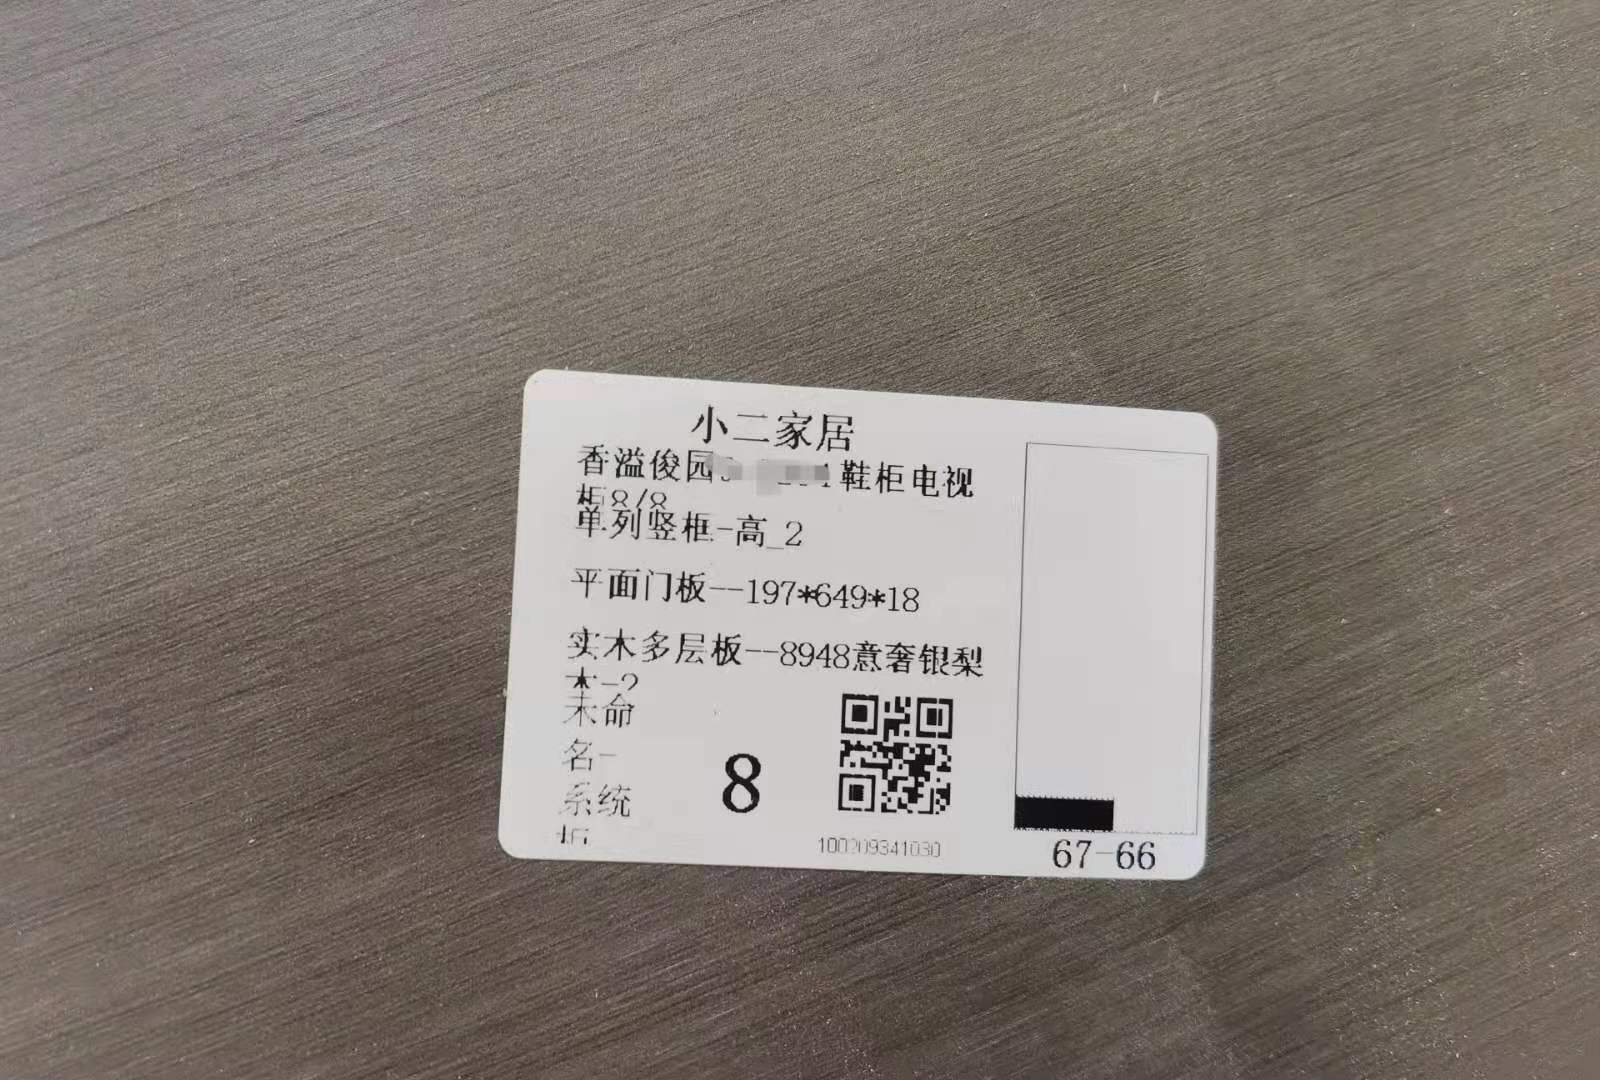 小二家居
香溢俊园 鞋柜电视
柜8/8
单列竖框-高_2
平面门板--197*649*18
实木多层板--8948意奢银梨
木-2
未命
名-
系统
8
100209341030
67-66